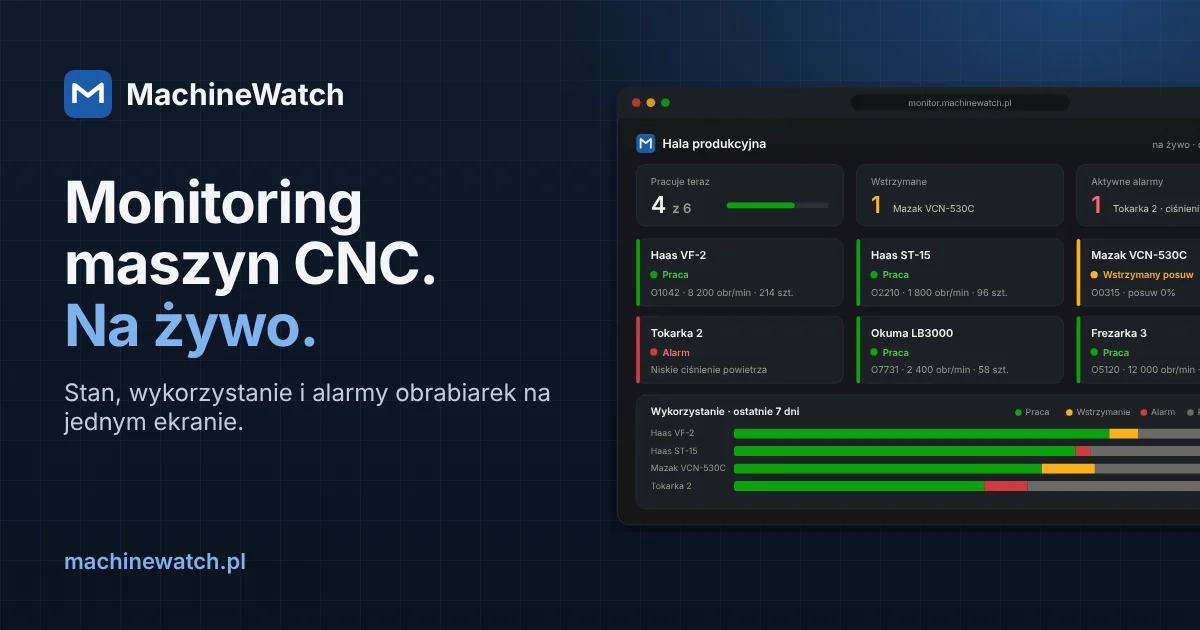 MachineWatch
Monitoring
maszyn CNC.
Na żywo.
Stan, wykorzystanie i alarmy obrabiarek na
jednym ekranie.
machinewatch.pl
monitor.machinewatch.pl
Hala produkcyjna
na żywo ·
Pracuje teraz
4 z 6
Wstrzymane
1 Mazak VCN-530C
Aktywne alarmy
1 Tokarka 2 ·
Haas VF-2
Praca
O1042 · 8 200 obr/min · 214 szt.
Haas ST-15
Praca
O2210 · 1 800 obr/min · 96 szt.
Mazak VCN-530C
Wstrzymany posuw
O0315 · posuw 0%
Tokarka 2
Alarm
Niskie ciśnienie powietrza
Okuma LB3000
Praca
O7731 · 2 400 obr/min · 58 szt.
Frezarka 3
Praca
O5120 · 12 000 obr/min ·
Wykorzystanie · ostatnie 7 dni
Praca
Wstrzymanie
Alarm
Haas VF-2
Haas ST-15
Mazak VCN-530C
Tokarka 2